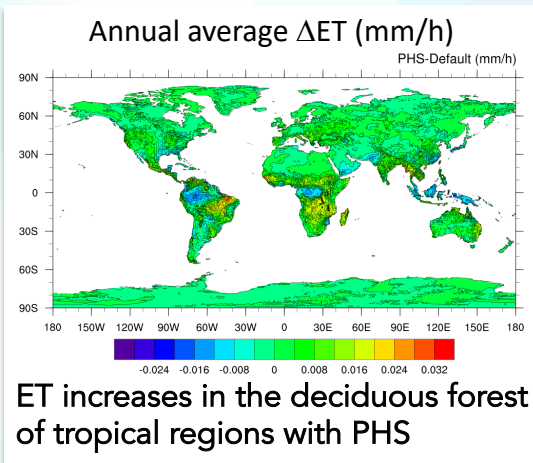 Annual average ΔET (mm/h)
PHS-Default (mm/h)
90N
60N
30N
0
30S
60S
90S
180 150W 120W 90W 60W 30W 0 30E 60E 90E 120E 150E 180
-0.024 -0.016 -0.008 0 0.008 0.016 0.024 0.032
ET increases in the deciduous forest
of tropical regions with PHS